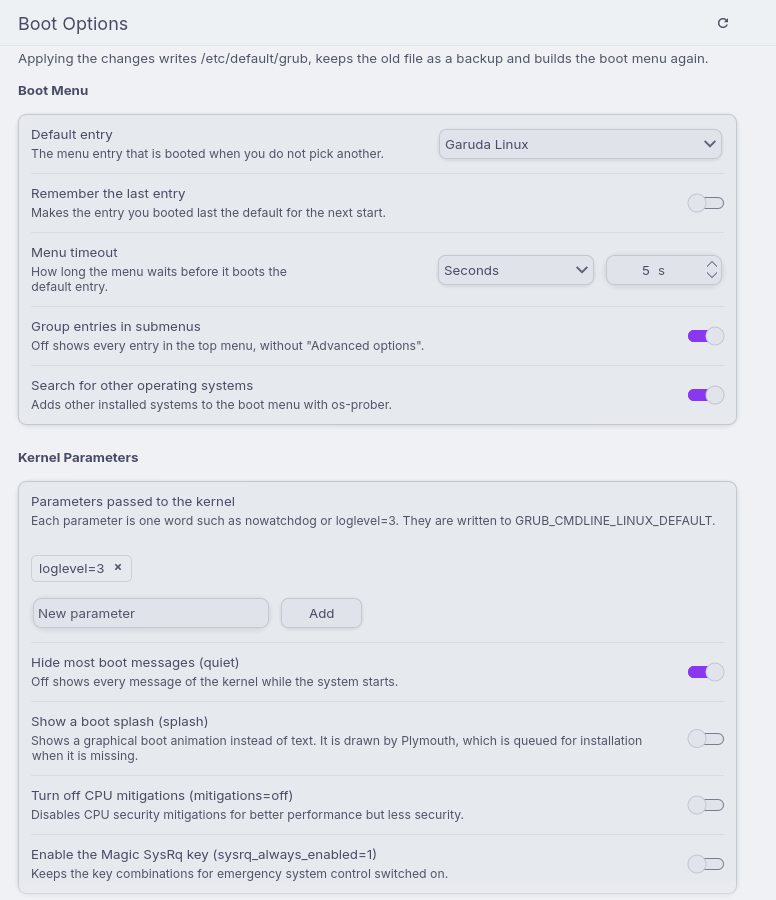 Boot Options
Applying the changes writes /etc/default/grub, keeps the old file as a backup and builds the boot menu again.
Boot Menu
Default entry
The menu entry that is booted when you do not pick another.
Garuda Linux
Remember the last entry
Makes the entry you booted last the default for the next start.
Menu timeout
How long the menu waits before it boots the
default entry.
Seconds
5 s
Group entries in submenus
Off shows every entry in the top menu, without "Advanced options".
Search for other operating systems
Adds other installed systems to the boot menu with os-prober.
Kernel Parameters
Parameters passed to the kernel
Each parameter is one word such as nowatchdog or loglevel=3. They are written to GRUB_CMDLINE_LINUX_DEFAULT.
loglevel=3 ×
New parameter
Add
Hide most boot messages (quiet)
Off shows every message of the kernel while the system starts.
Show a boot splash (splash)
Shows a graphical boot animation instead of text. It is drawn by Plymouth, which is queued for installation
when it is missing.
Turn off CPU mitigations (mitigations=off)
Disables CPU security mitigations for better performance but less security.
Enable the Magic SysRq key (sysrq_always_enabled=1)
Keeps the key combinations for emergency system control switched on.